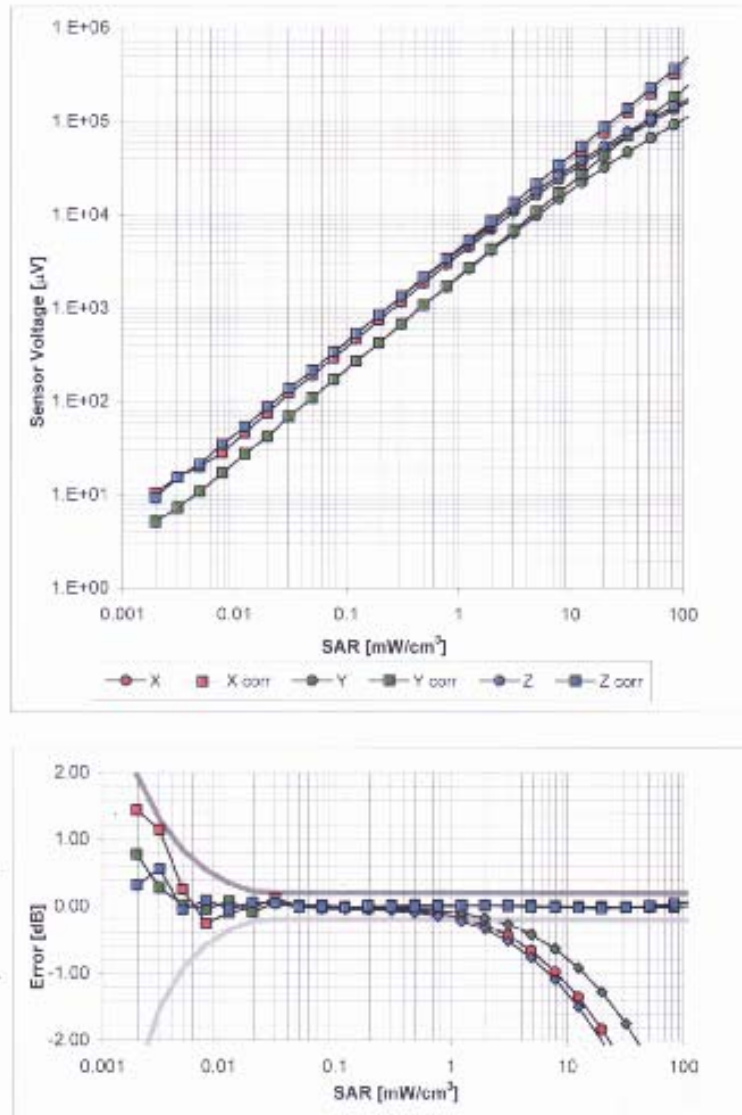 1.E+06
1.E+05
1.E+04
1.E+03
1.E+02
1.E+01
1.E+00
Sensor Voltage [µV]
0.001 0.01 0.1 1 10 100
SAR [mW/cm³]
X X corr Y Y corr Z Z corr
2.00
1.00
0.00
-1.00
-2.00
Error [dB]
0.001 0.01 0.1 1 10 100
SAR [mW/cm³]